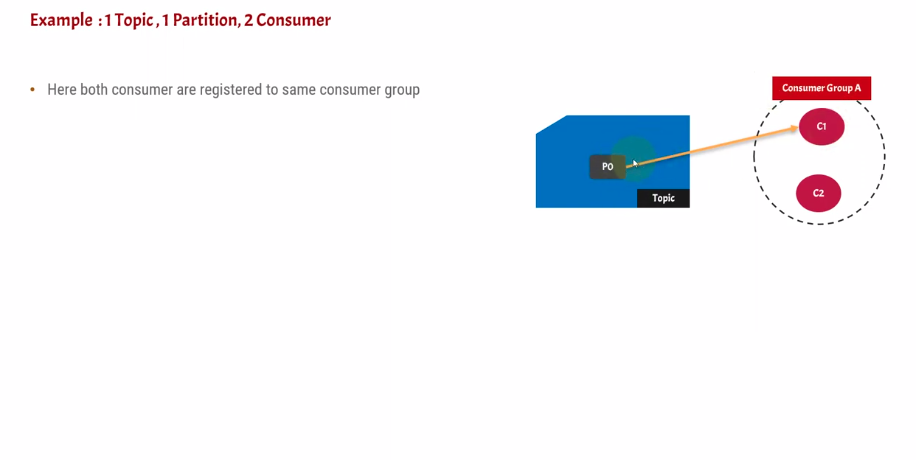 Example : 1 Topic , 1 Partition, 2 Consumer
• Here both consumer are registered to same consumer group
Consumer Group A
C1
P0
C2
Topic